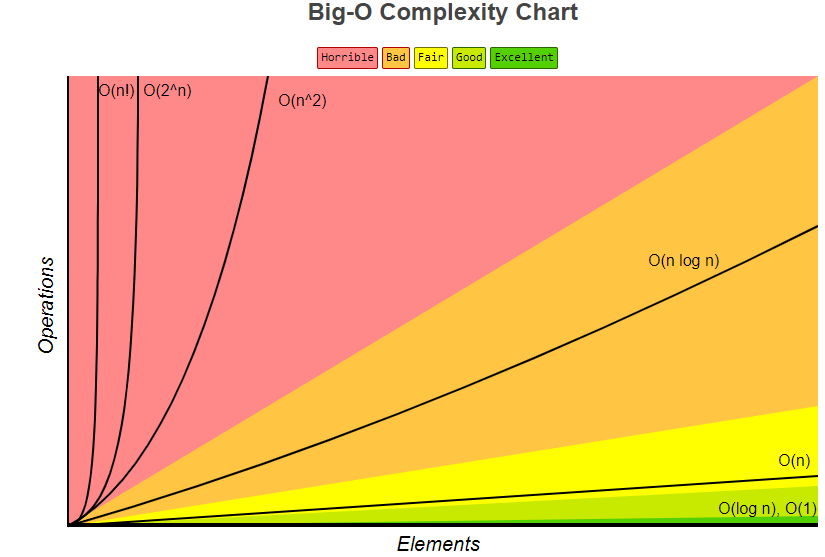 Big-O Complexity Chart
Horrible Bad Fair Good Excellent
O(n!) O(2^n)
O(n^2)
O(n log n)
Operations
O(n)
O(log n), O(1)
Elements